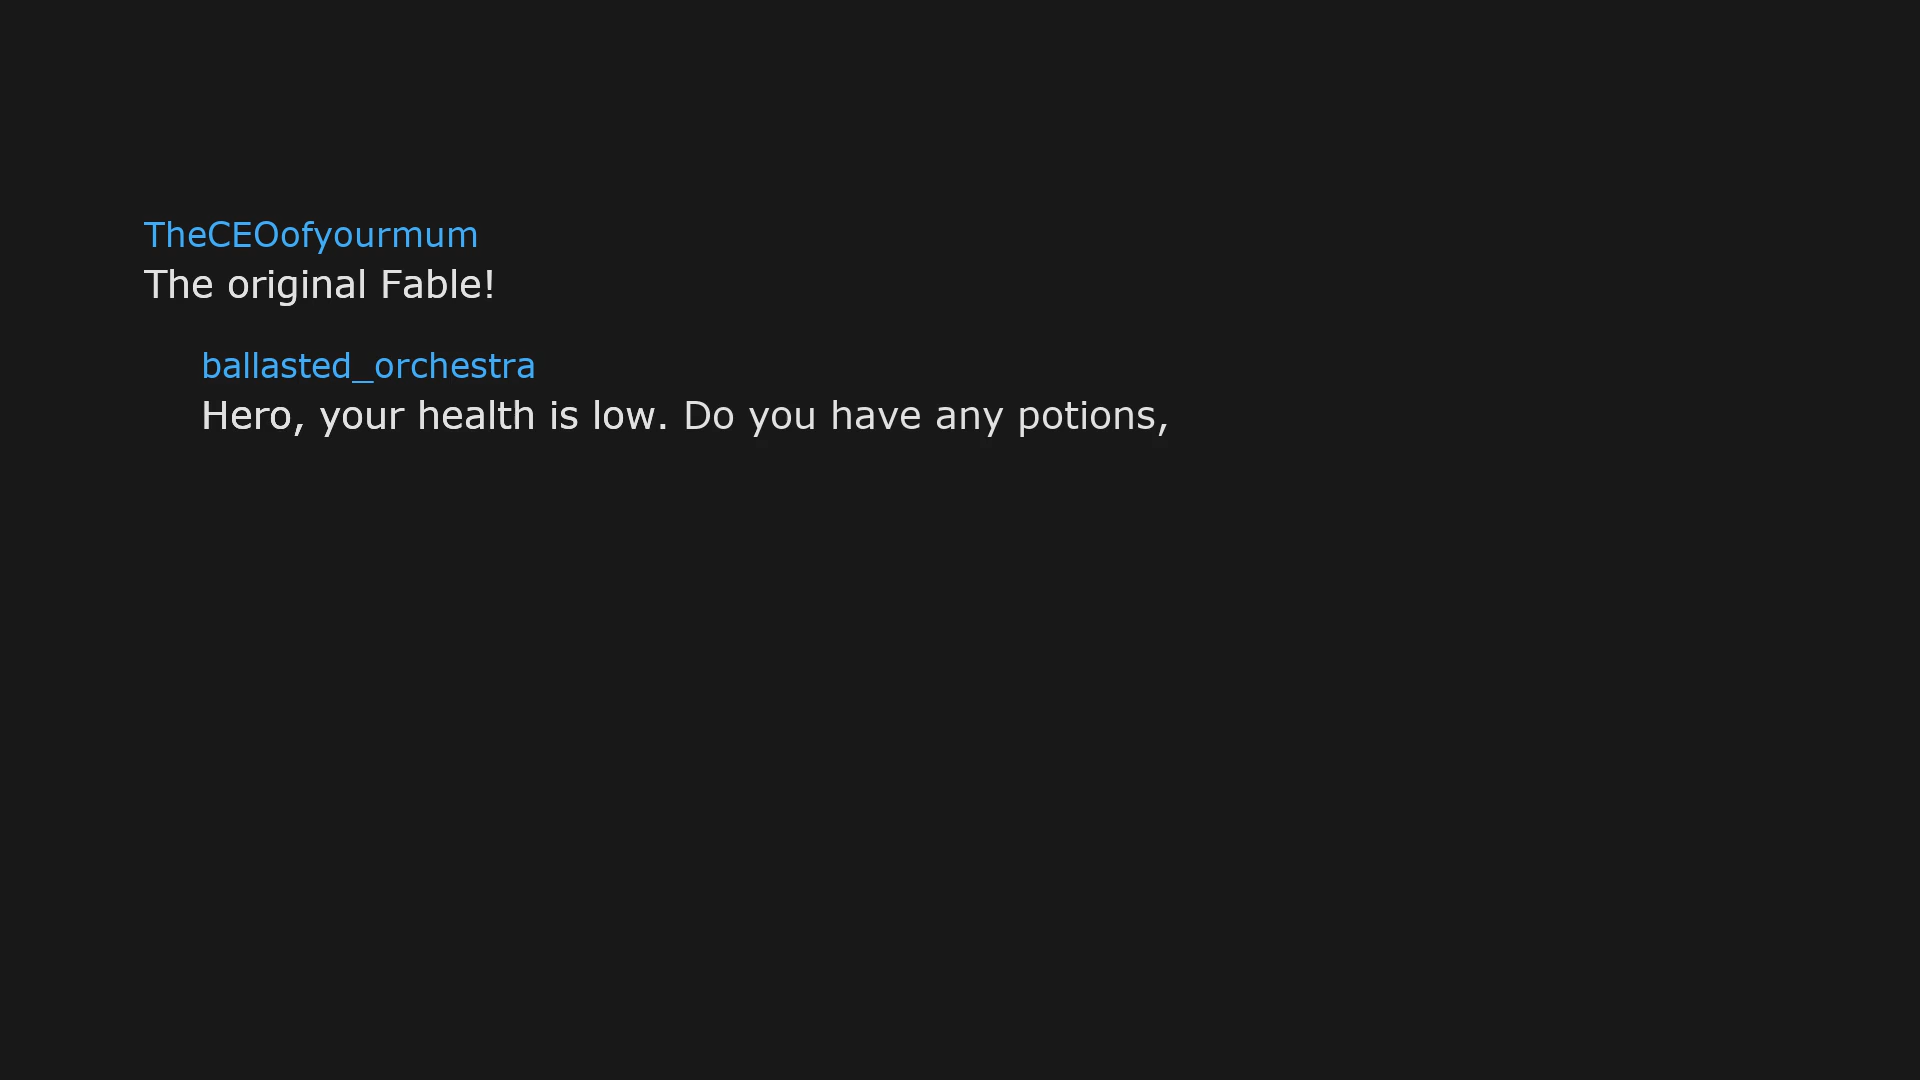 TheCEOofyourmum
The original Fable!
ballasted_orchestra
Hero, your health is low. Do you have any potions,